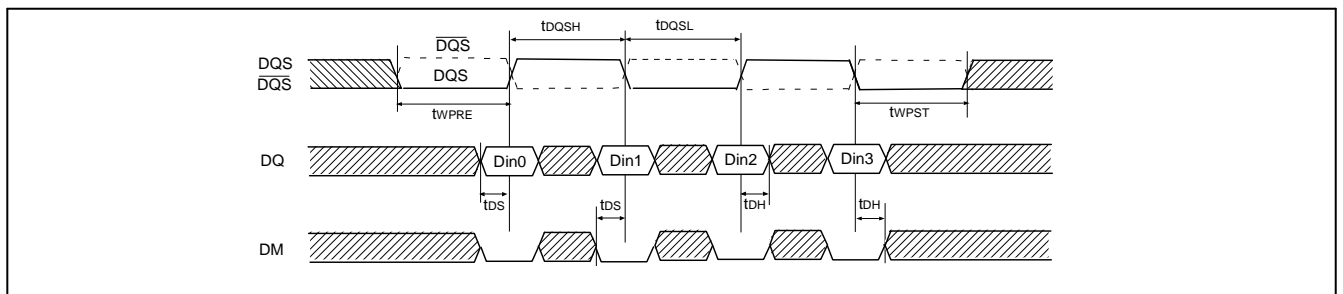 tDQSH tDQSL
DQS
DQS
DQS
DQS
tWPRE tWPST
DQ Din0 Din1 Din2 Din3
tDS tDS tDH tDH
DM